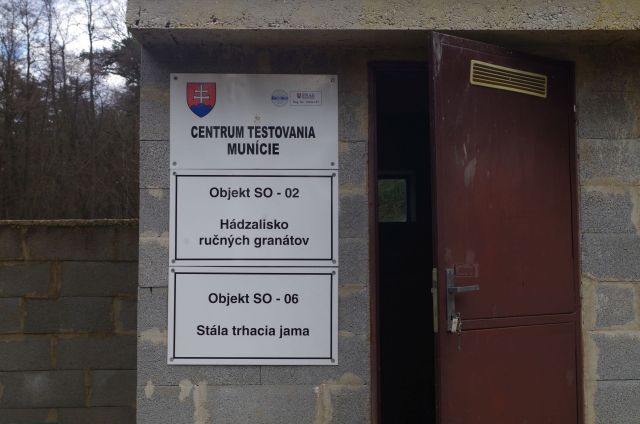 CENTRUM TESTOVANIA
MUNÍCIE
Objekt SO - 02
Hádzalisko
ručných granátov
Objekt SO - 06
Stála trhacia jama